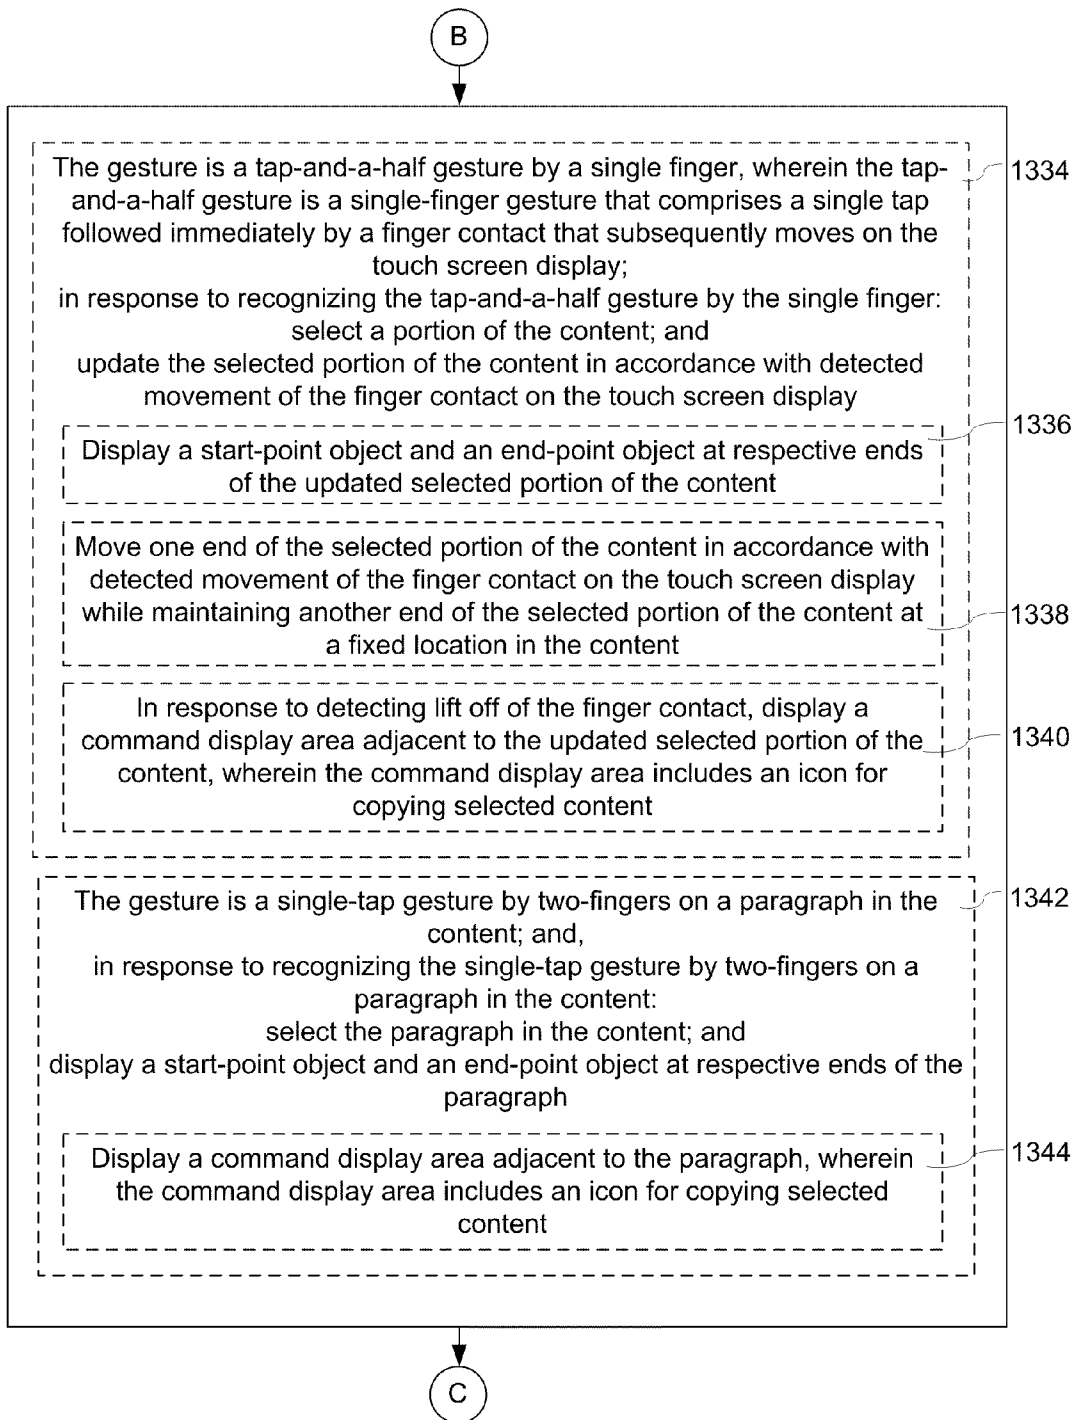 B
The gesture is a tap-and-a-half gesture by a single finger, wherein the tap-
and-a-half gesture is a single-finger gesture that comprises a single tap
followed immediately by a finger contact that subsequently moves on the
touch screen display;
in response to recognizing the tap-and-a-half gesture by the single finger:
select a portion of the content; and
update the selected portion of the content in accordance with detected
movement of the finger contact on the touch screen display
1334
Display a start-point object and an end-point object at respective ends
of the updated selected portion of the content
1336
Move one end of the selected portion of the content in accordance with
detected movement of the finger contact on the touch screen display
while maintaining another end of the selected portion of the content at
a fixed location in the content
1338
In response to detecting lift off of the finger contact, display a
command display area adjacent to the updated selected portion of the
content, wherein the command display area includes an icon for
copying selected content
1340
The gesture is a single-tap gesture by two-fingers on a paragraph in the
content; and,
in response to recognizing the single-tap gesture by two-fingers on a
paragraph in the content:
select the paragraph in the content; and
display a start-point object and an end-point object at respective ends of the
paragraph
1342
Display a command display area adjacent to the paragraph, wherein
the command display area includes an icon for copying selected
content
1344
C